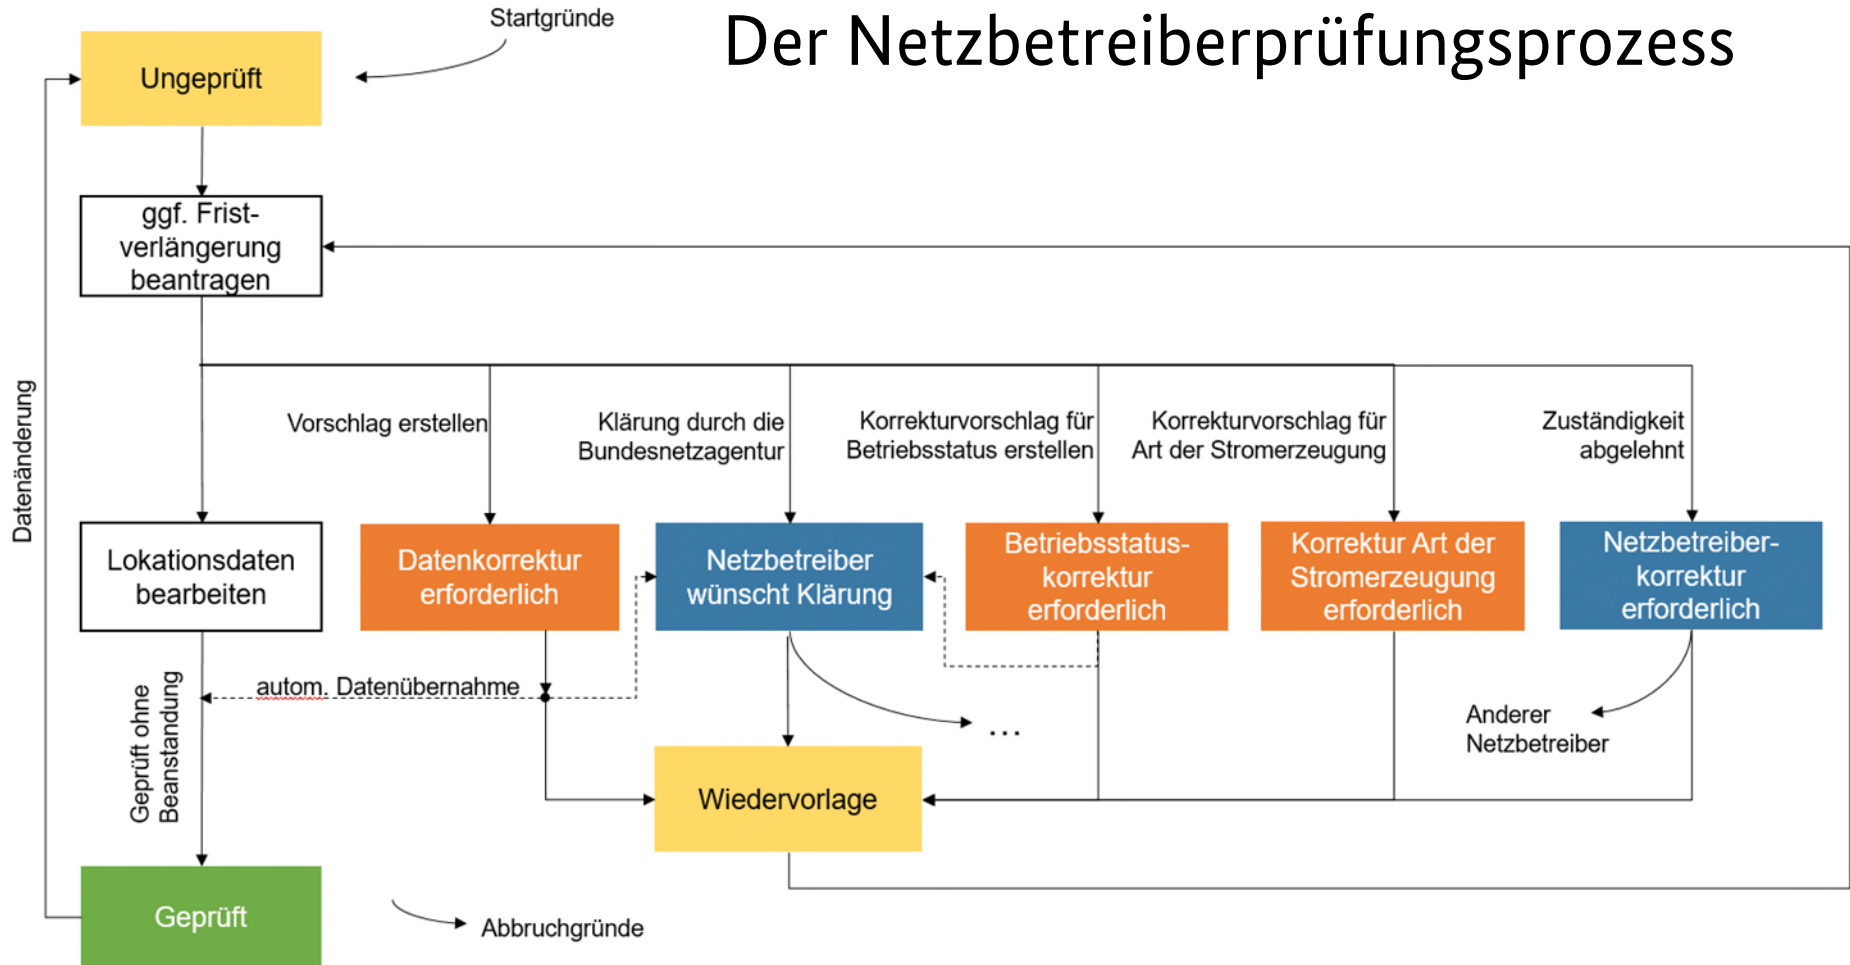 Startgründe
Der Netzbetreiberprüfungsprozess
Ungeprüft
ggf. Frist-
verlängerung
beantragen
Datenänderung
Vorschlag erstellen
Klärung durch die
Bundesnetzagentur
Korrekturvorschlag für
Betriebsstatus erstellen
Korrekturvorschlag für
Art der Stromerzeugung
Zuständigkeit
abgelehnt
Lokationsdaten
bearbeiten
Datenkorrektur
erforderlich
Netzbetreiber
wünscht Klärung
Betriebsstatus-
korrektur
erforderlich
Korrektur Art der
Stromerzeugung
erforderlich
Netzbetreiber-
korrektur
erforderlich
autom. Datenübernahme
Geprüft ohne
Beanstandung
...
Anderer
Netzbetreiber
Wiedervorlage
Geprüft
Abbruchgründe